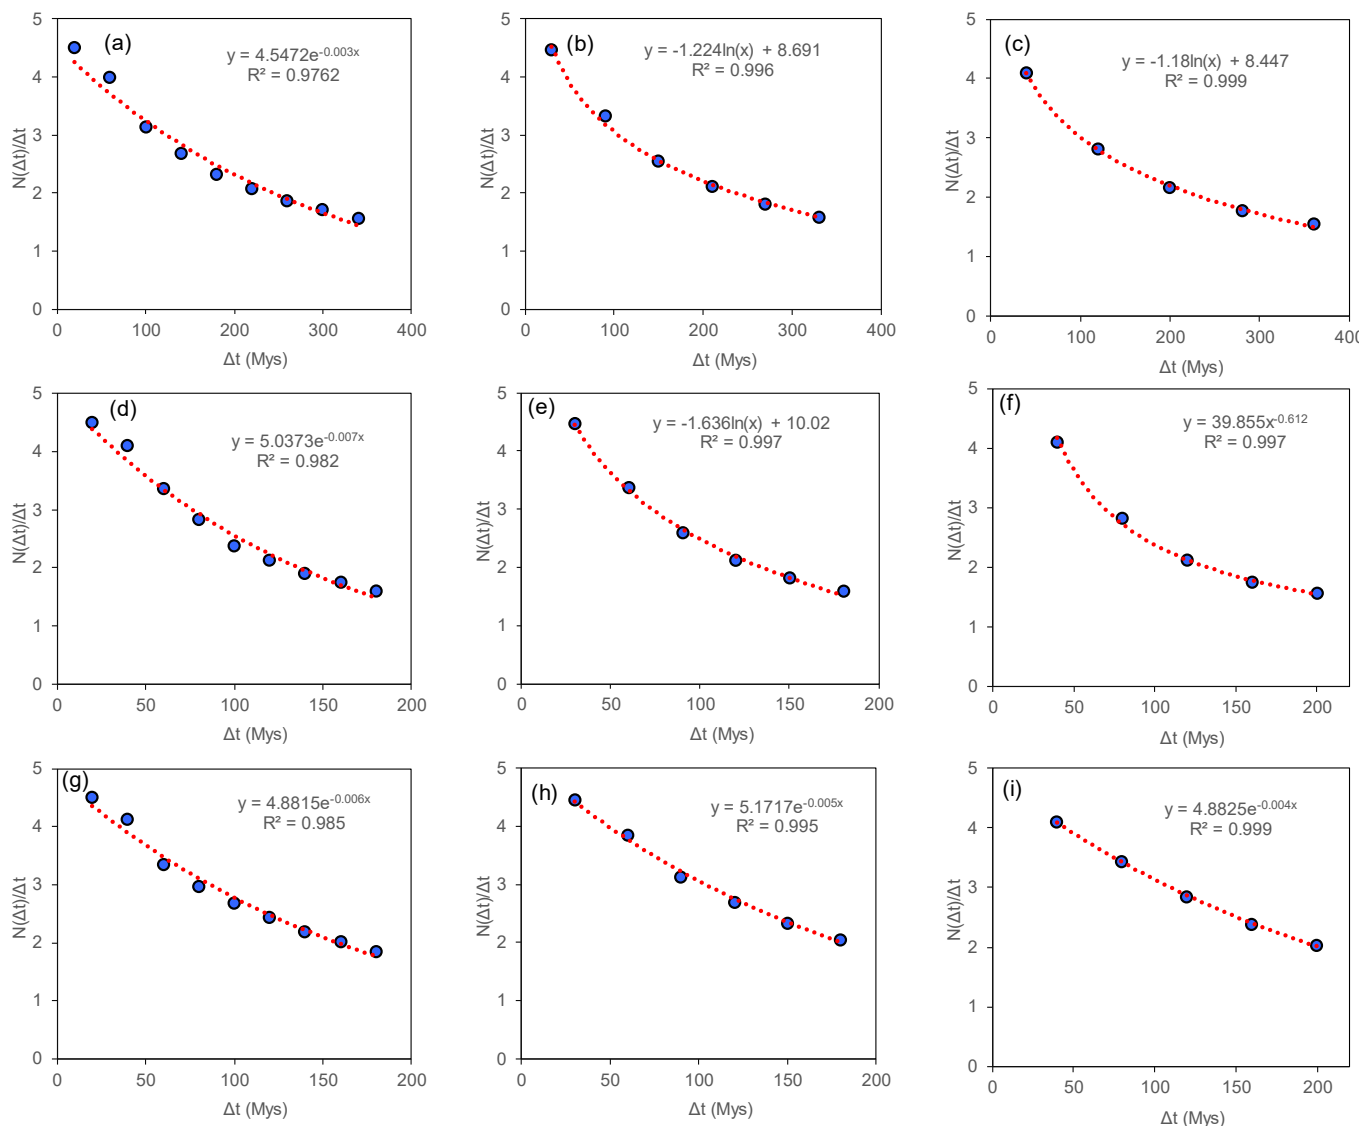 (a)
y = 4.5472e^-0.003x
R² = 0.9762
5
4
3
2
1
0
N(Δt)/Δt
100
200
300
400
Δt (Mys)
(b)
y = -1.224ln(x) + 8.691
R² = 0.996
5
4
3
2
1
0
N(Δt)/Δt
0
100
200
300
400
Δt (Mys)
(c)
y = -1.18ln(x) + 8.447
R² = 0.999
5
4
3
2
1
0
N(Δt)/Δt
0
100
200
300
400
Δt (Mys)
(d)
y = 5.0373e^-0.007x
R² = 0.982
5
4
3
2
1
0
N(Δt)/Δt
0
50
100
150
200
Δt (Mys)
(e)
y = -1.636ln(x) + 10.02
R² = 0.997
5
4
3
2
1
0
N(Δt)/Δt
0
50
100
150
200
Δt (Mys)
(f)
y = 39.855x^-0.612
R² = 0.997
5
4
3
2
1
0
N(Δt)/Δt
0
50
100
150
200
Δt (Mys)
(g)
y = 4.8815e^-0.006x
R² = 0.985
5
4
3
2
1
0
N(Δt)/Δt
0
50
100
150
200
Δt (Mys)
(h)
y = 5.1717e^-0.005x
R² = 0.995
5
4
3
2
1
0
N(Δt)/Δt
0
50
100
150
200
Δt (Mys)
(i)
y = 4.8825e^-0.004x
R² = 0.999
5
4
3
2
1
0
N(Δt)/Δt
0
50
100
150
200
Δt (Mys)